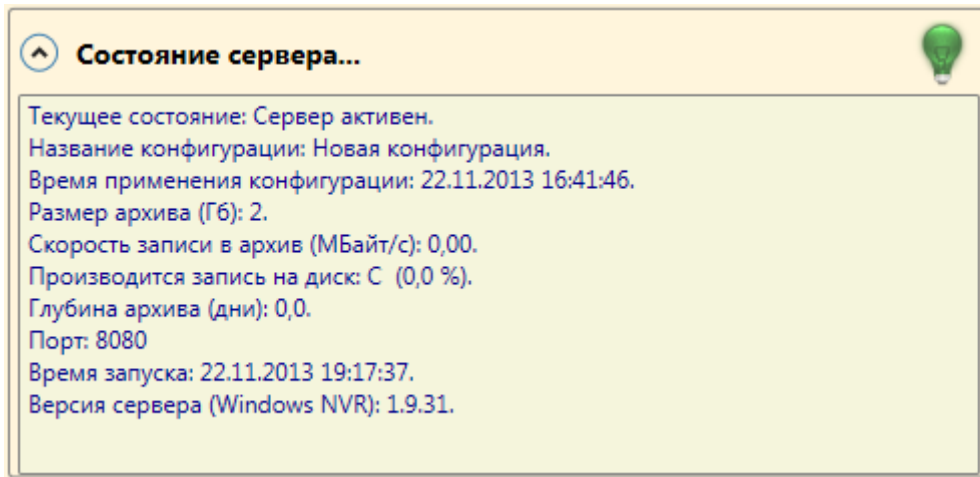 Состояние сервера...
Текущее состояние: Сервер активен.
Название конфигурации: Новая конфигурация.
Время применения конфигурации: 22.11.2013 16:41:46.
Размер архива (Гб): 2.
Скорость записи в архив (МБайт/с): 0,00.
Производится запись на диск: C  (0,0 %).
Глубина архива (дни): 0,0.
Порт: 8080
Время запуска: 22.11.2013 19:17:37.
Версия сервера (Windows NVR): 1.9.31.